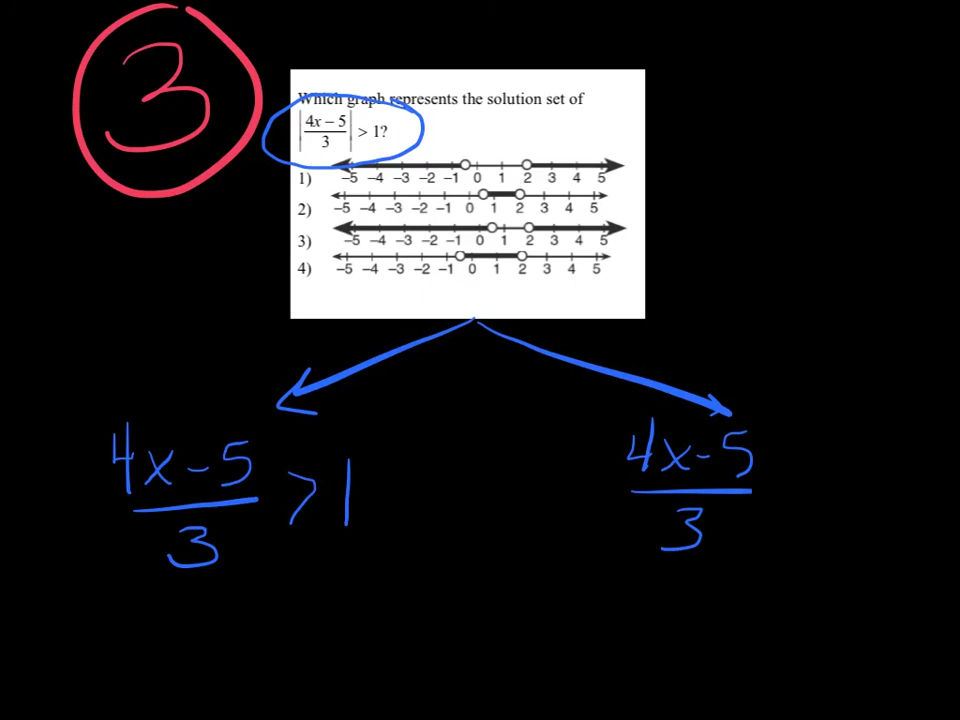 3
Which graph represents the solution set of
|4x – 5
3| > 1?
1)
–5 –4 –3 –2 –1 0 1 2 3 4 5
2)
–5 –4 –3 –2 –1 0 1 2 3 4 5
3)
–5 –4 –3 –2 –1 0 1 2 3 4 5
4)
–5 –4 –3 –2 –1 0 1 2 3 4 5
4x - 5
3
> 1
4x - 5
3